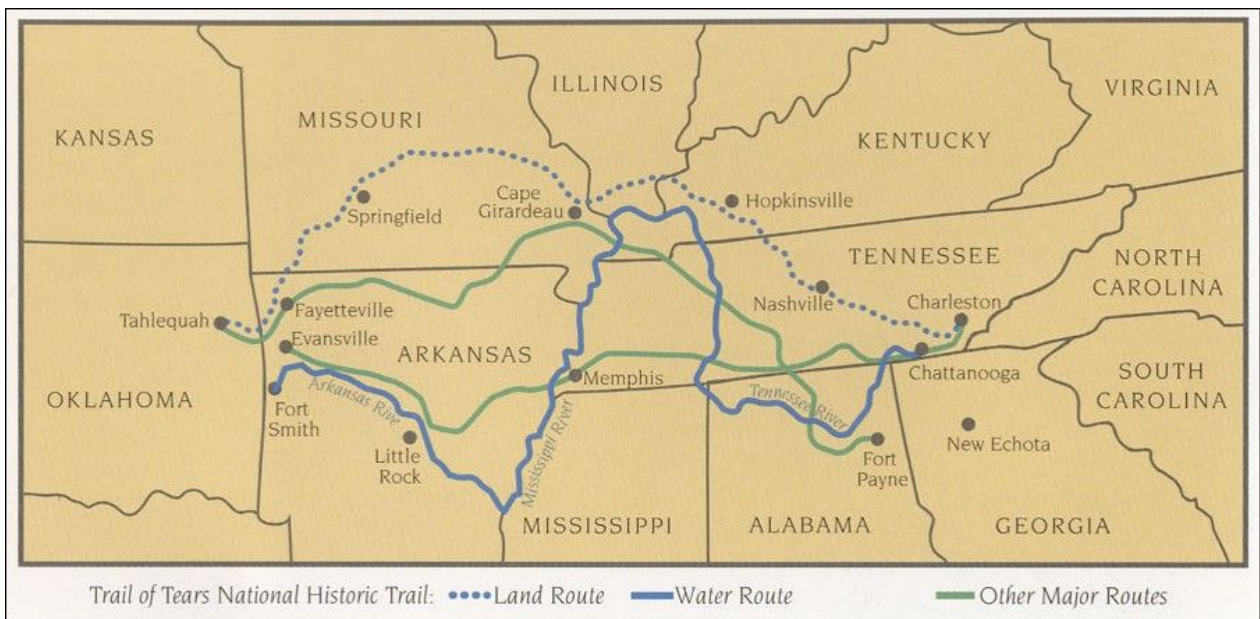 ILLINOIS
VIRGINIA
MISSOURI
KANSAS
KENTUCKY
Cape
Girardeau
Hopkinsville
Springfield
TENNESSEE
NORTH
CAROLINA
Nashville
Charleston
Fayetteville
Tahlequah
Evansville
ARKANSAS
Chattanooga
Memphis
SOUTH
CAROLINA
OKLAHOMA
Arkansas Rive
Tennessee River
Fort
Smith
Mississippi River
New Echota
Little
Rock
Fort
Payne
MISSISSIPPI
ALABAMA
GEORGIA
Trail of Tears National Historic Trail: Land Route Water Route Other Major Routes